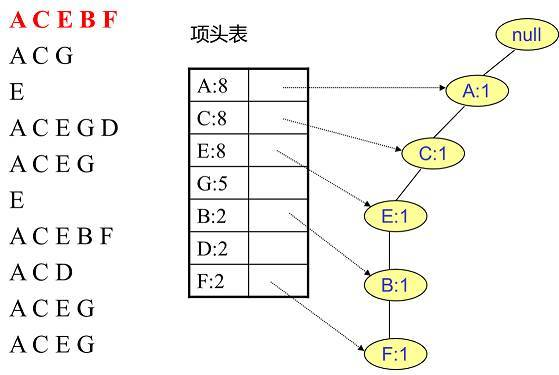 A C E B F
A C G
E
A C E G D
A C E G
E
A C E B F
A C D
A C E G
A C E G
项头表
A:8
C:8
E:8
G:5
B:2
D:2
F:2
null
A:1
C:1
E:1
B:1
F:1